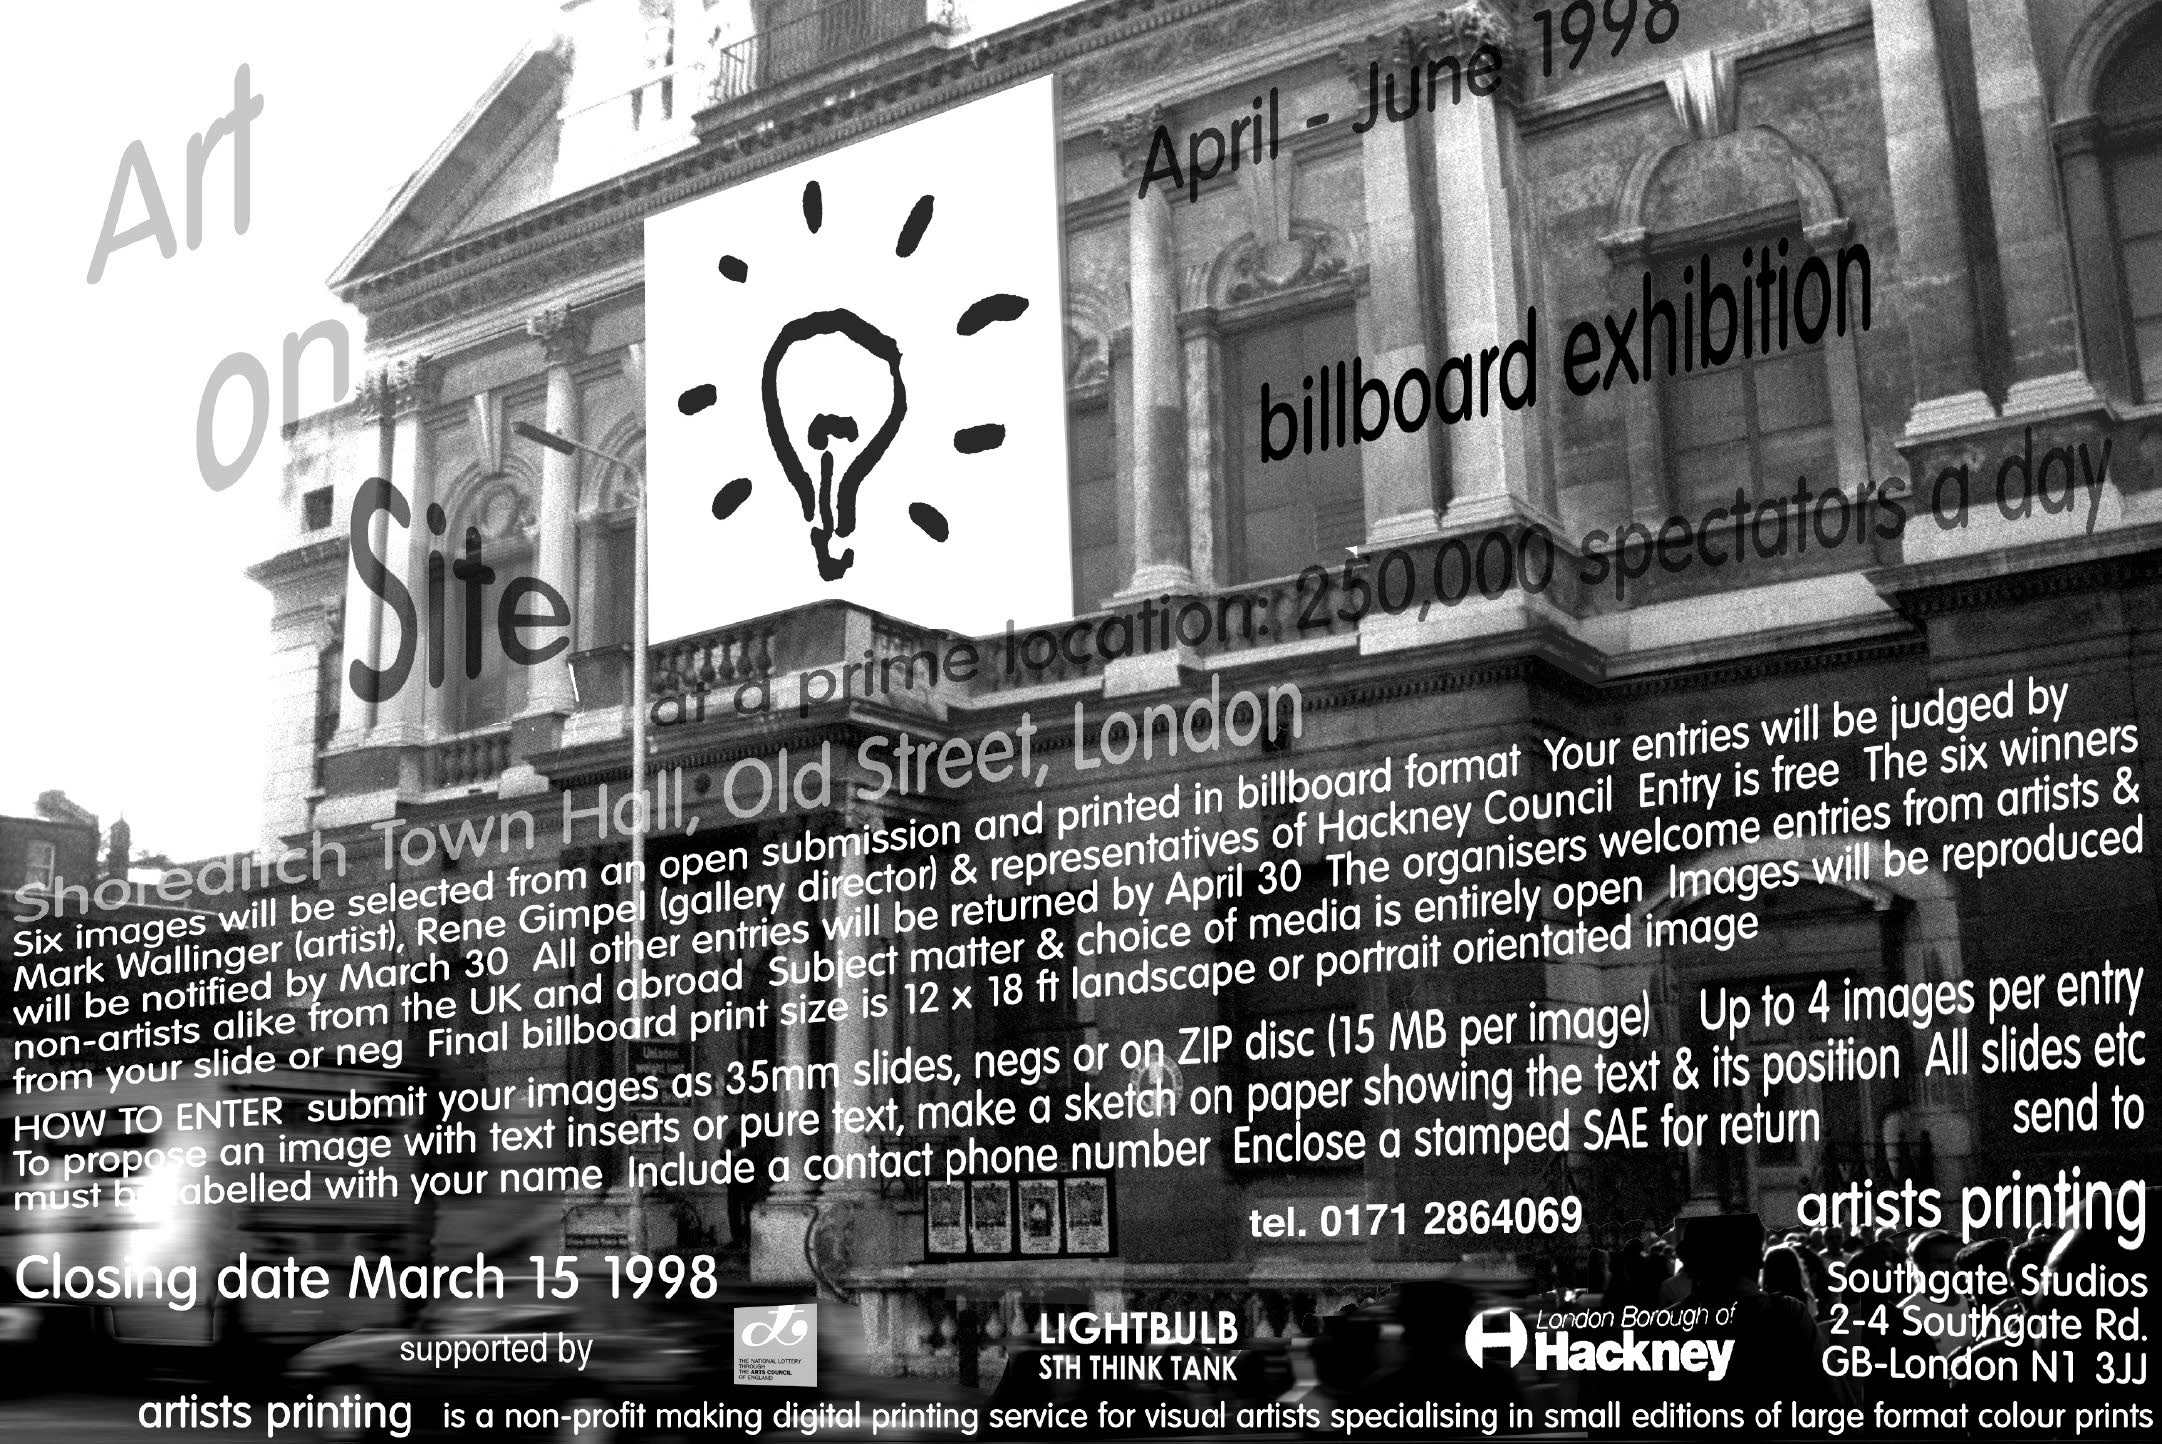 Art
on
Site
April - June 1998
billboard exhibition
at a prime location: 250,000 spectators a day
Shoreditch Town Hall, Old Street, London
Six images will be selected from an open submission and printed in billboard format  Your entries will be judged by
Mark Wallinger (artist), Rene Gimpel (gallery director) & representatives of Hackney Council  Entry is free  The six winners
will be notified by March 30  All other entries will be returned by April 30  The organisers welcome entries from artists &
non-artists alike from the UK and abroad  Subject matter & choice of media is entirely open  Images will be reproduced
from your slide or neg  Final billboard print size is 12 x 18 ft landscape or portrait orientated image
HOW TO ENTER  submit your images as 35mm slides, negs or on ZIP disc (15 MB per image)  Up to 4 images per entry
To propose an image with text inserts or pure text, make a sketch on paper showing the text & its position  All slides etc
must be labelled with your name  Include a contact phone number  Enclose a stamped SAE for return
send to
artists printing
tel. 0171 2864069
Southgate Studios
2-4 Southgate Rd.
GB-London N1 3JJ
Closing date March 15 1998
supported by
THE NATIONAL LOTTERY
THROUGH
THE ARTS COUNCIL
OF ENGLAND
LIGHTBULB
STH THINK TANK
London Borough of
Hackney
artists printing is a non-profit making digital printing service for visual artists specialising in small editions of large format colour prints